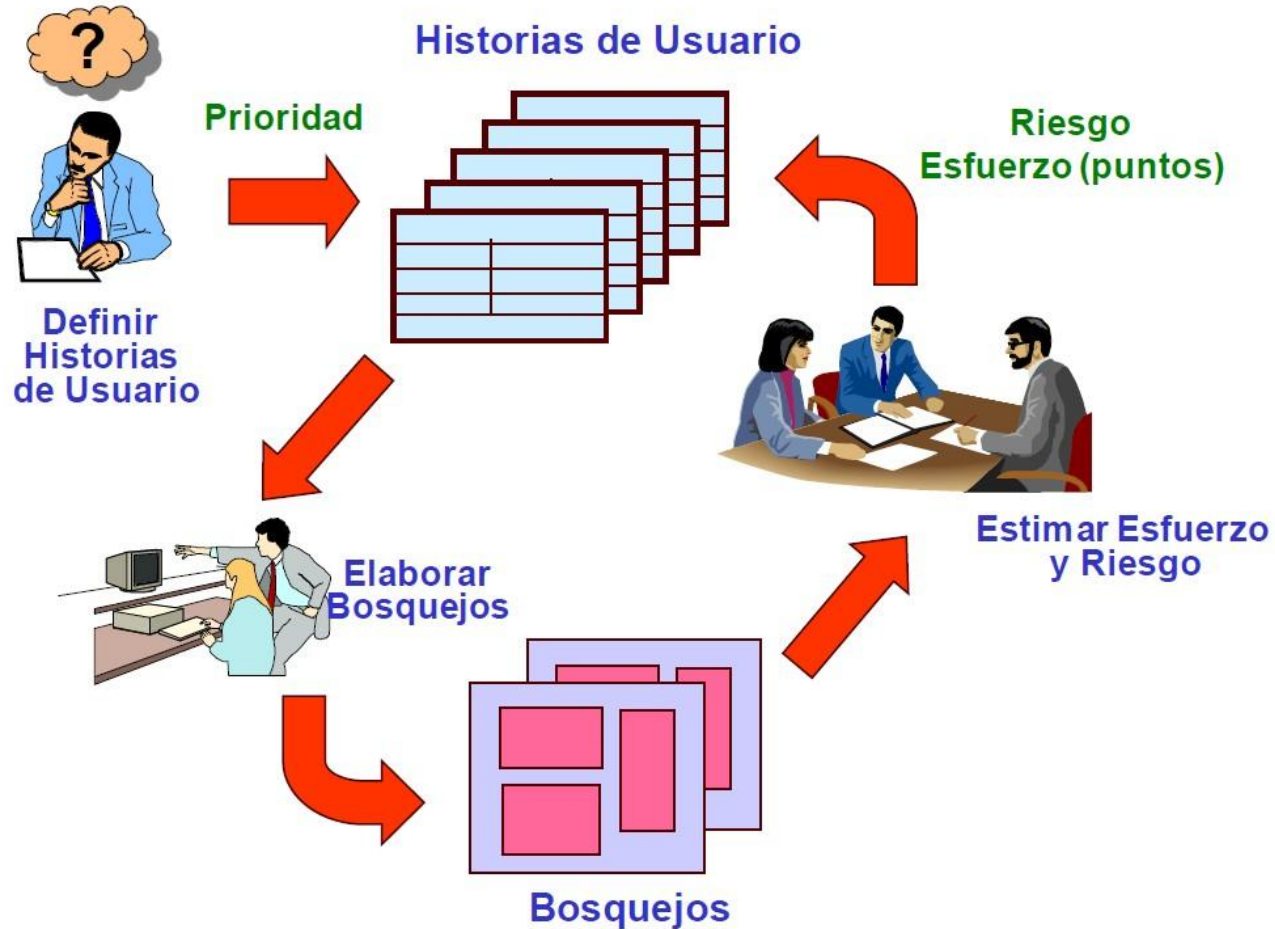 ?
Historias de Usuario
Prioridad
Riesgo
Esfuerzo (puntos)
Definir
Historias
de Usuario
Elaborar
Bosquejos
Estimar Esfuerzo
y Riesgo
Bosquejos